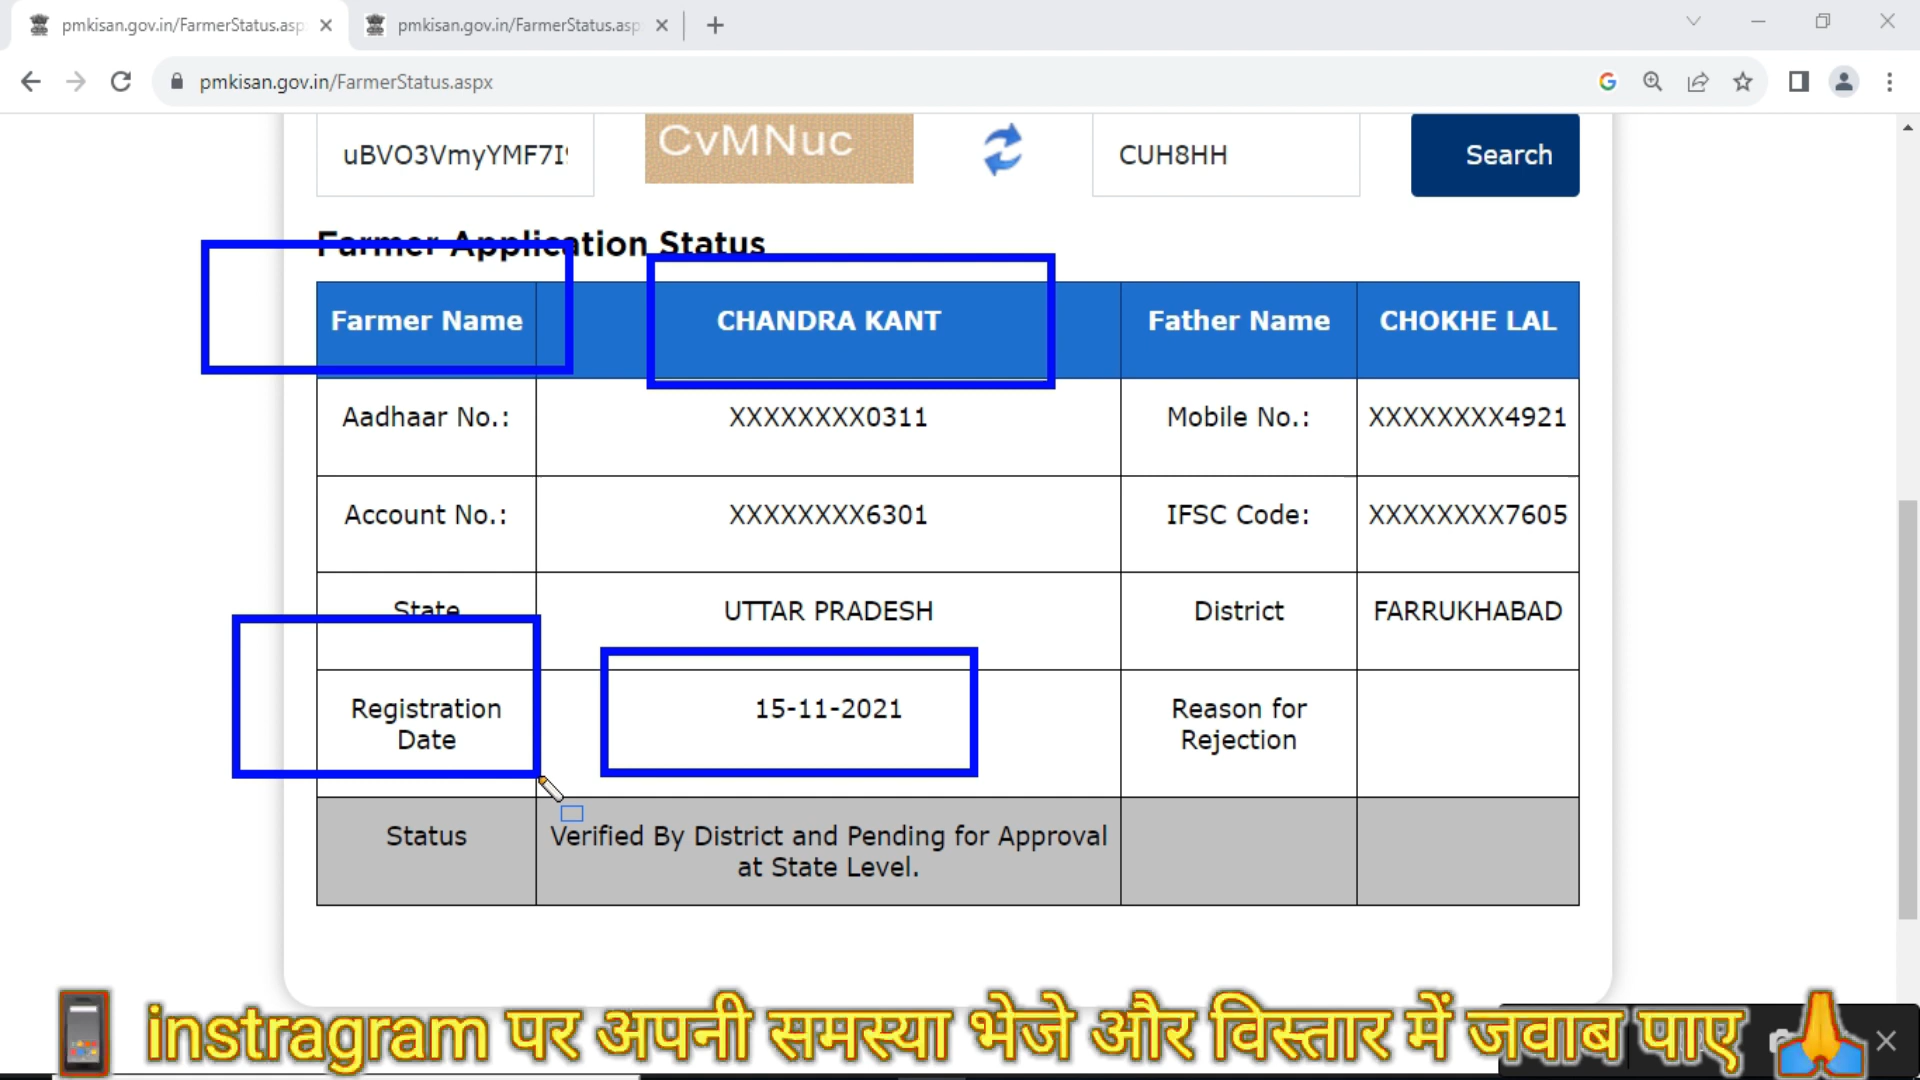 pmkisan.gov.in/FarmerStatus.asp
pmkisan.gov.in/FarmerStatus.asp
pmkisan.gov.in/FarmerStatus.aspx
uBVO3VmyYMF7I
CvMNuc
CUH8HH
Search
Farmer Application Status
Farmer Name CHANDRA KANT Father Name CHOKHE LAL
Aadhaar No.: XXXXXXXX0311 Mobile No.: XXXXXXXX4921
Account No.: XXXXXXXX6301 IFSC Code: XXXXXXXX7605
State UTTAR PRADESH District FARRUKHABAD
Registration Date 15-11-2021 Reason for Rejection
Status Verified By District and Pending for Approval at State Level.
instragram पर अपनी समस्या भेजे और विस्तार में जवाब पाए